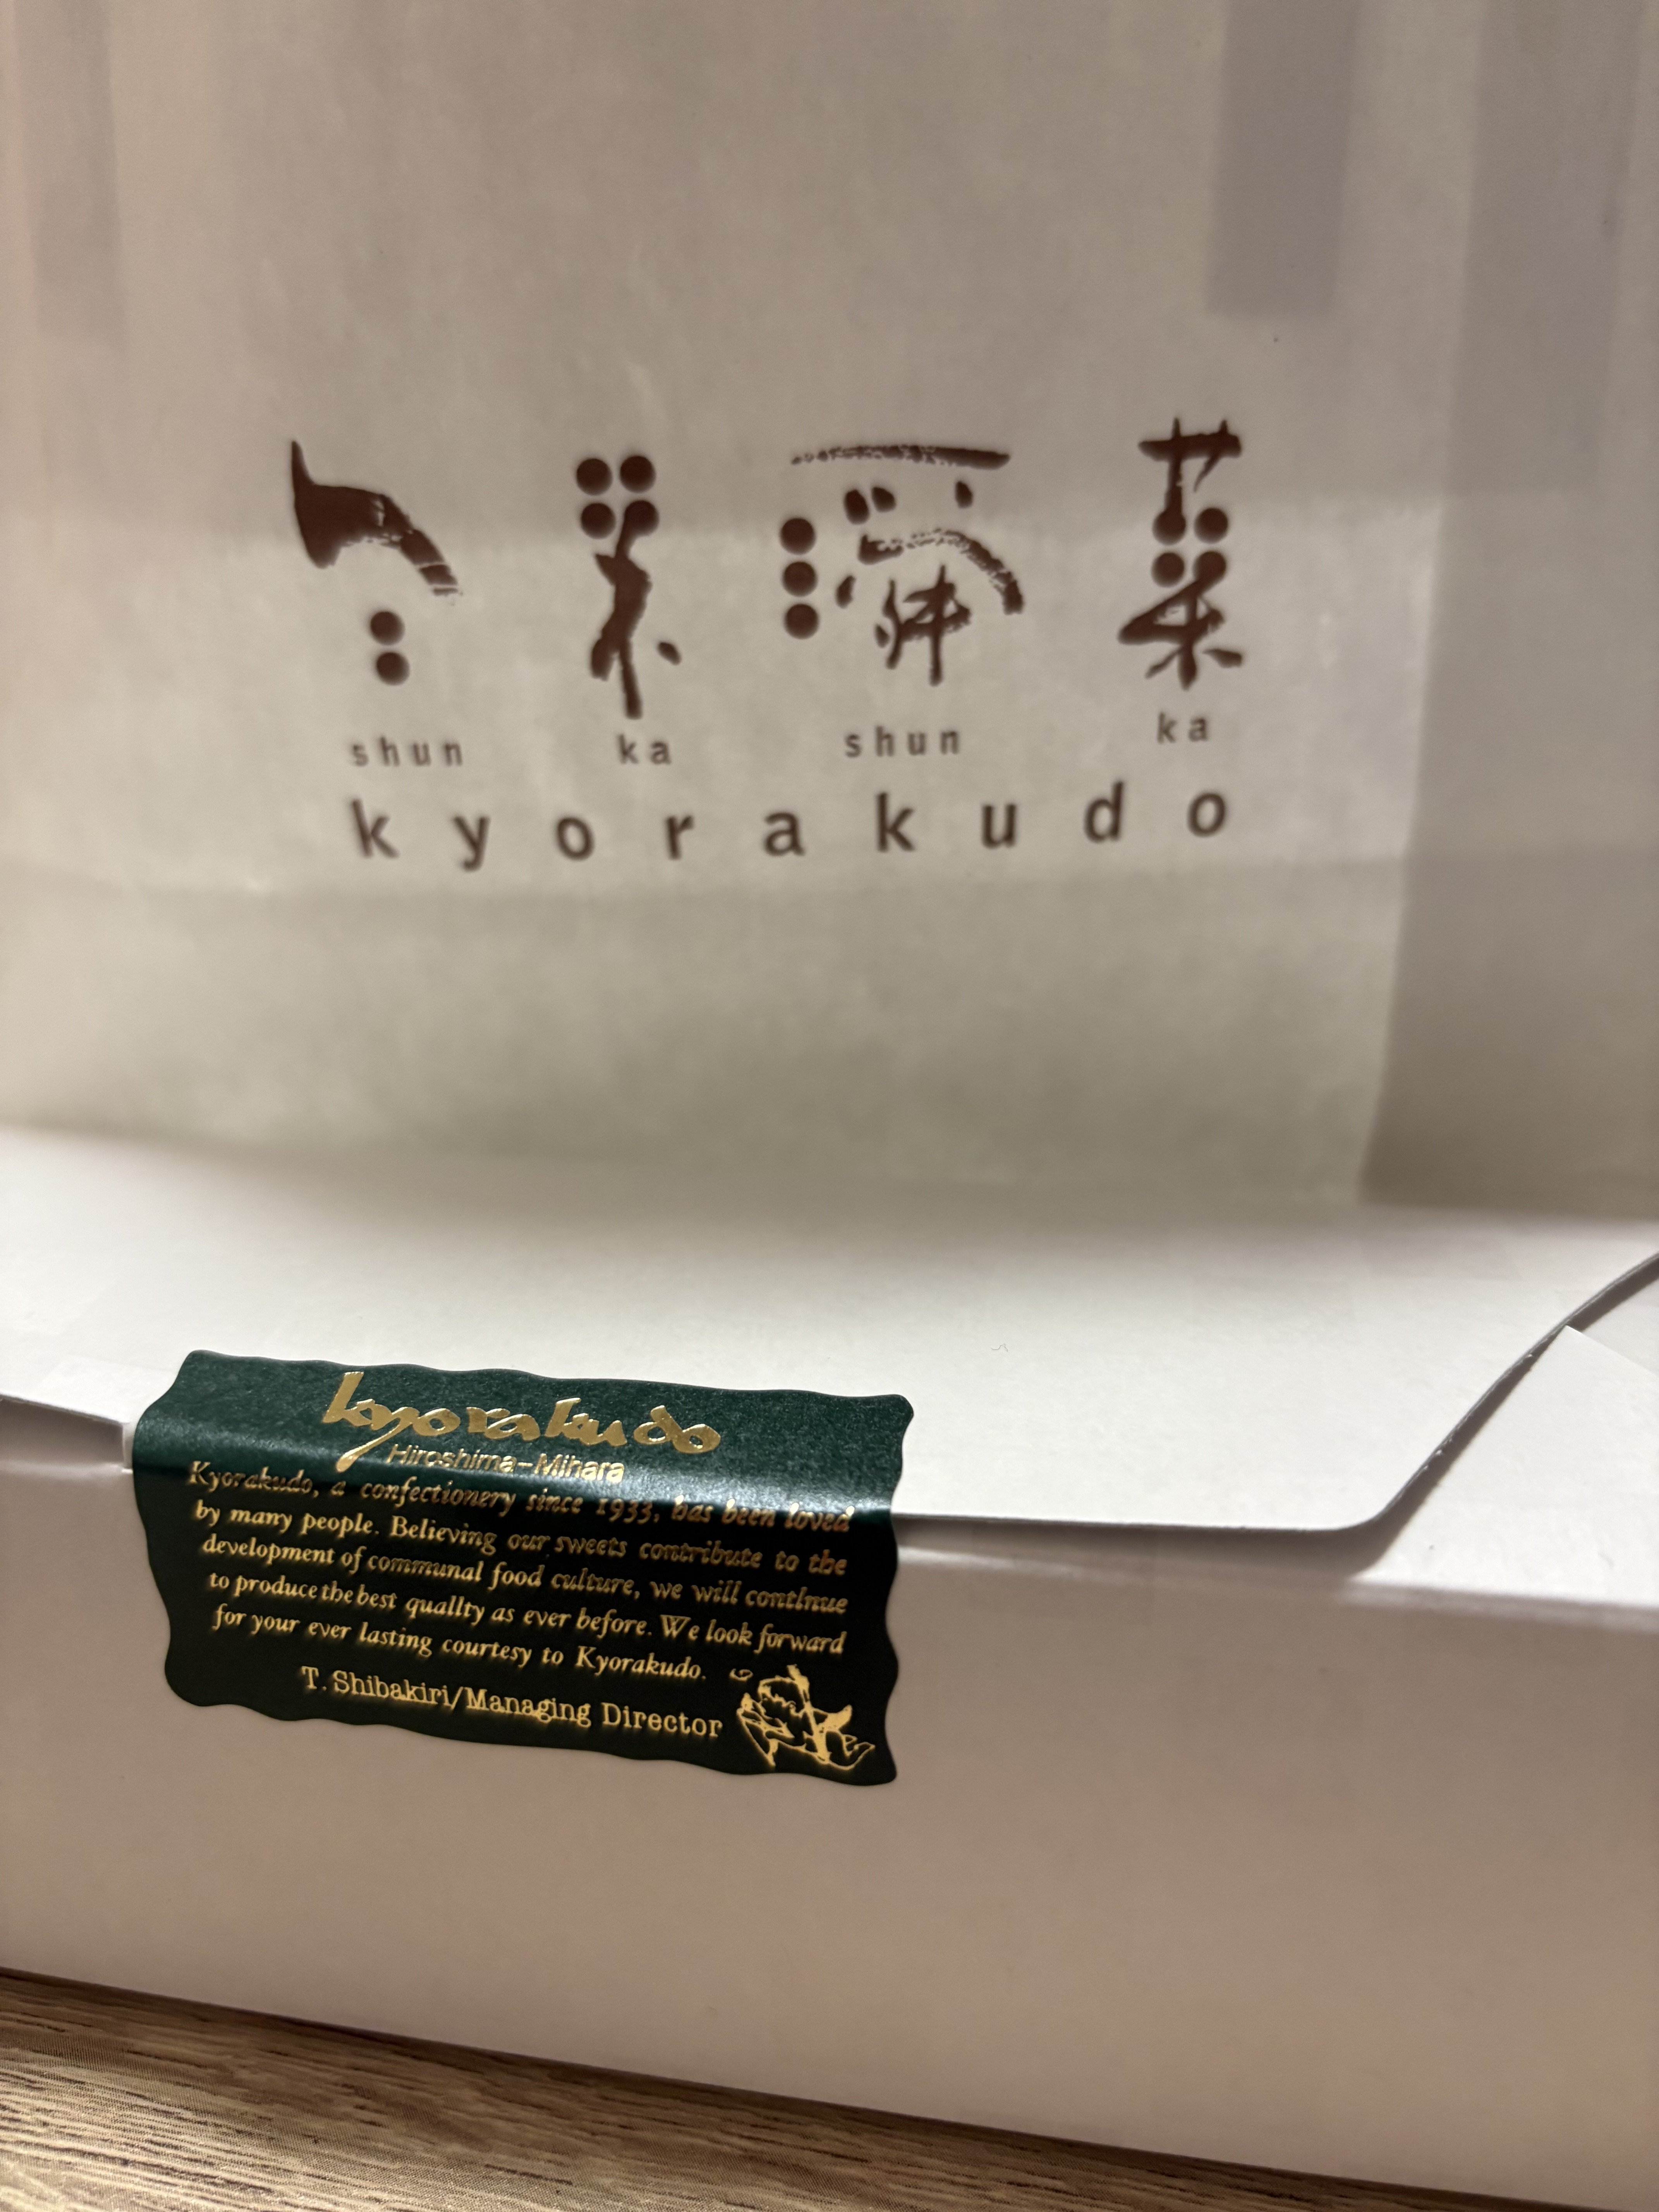 shun ka shun ka
kyorakudo
kyorakudo
Hiroshima-Mihara
Kyorakudo, a confectionery since 1933, has been loved
by many people. Believing our sweets contribute to the
development of communal food culture, we will continue
to produce the best quallty as ever before. We look forward
for your ever lasting courtesy to Kyorakudo.
T. Shibakiri/Managing Director